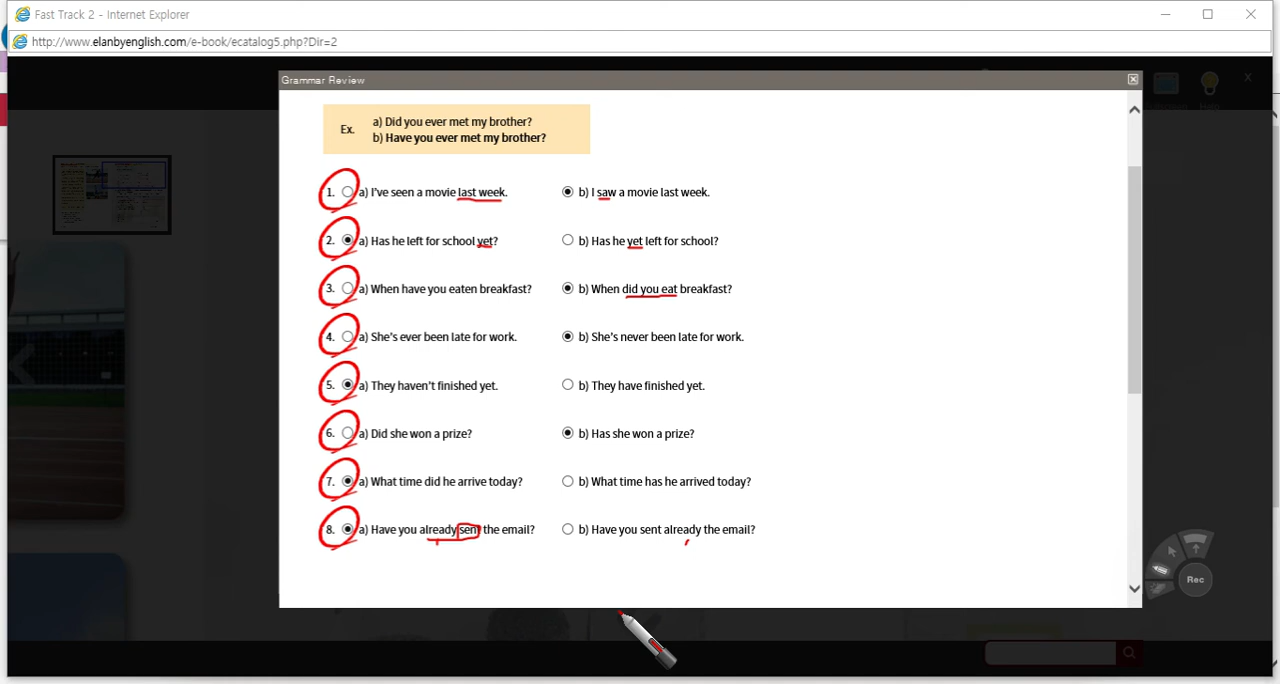 Fast Track 2 - Internet Explorer
http://www.elanbyenglish.com/e-book/ecatalog5.php?Dir=2
Grammar Review
Ex. a) Did you ever met my brother?
b) Have you ever met my brother?
1. a) I've seen a movie last week. b) I saw a movie last week.
2. a) Has he left for school yet? b) Has he yet left for school?
3. a) When have you eaten breakfast? b) When did you eat breakfast?
4. a) She's ever been late for work. b) She's never been late for work.
5. a) They haven't finished yet. b) They have finished yet.
6. a) Did she won a prize? b) Has she won a prize?
7. a) What time did he arrive today? b) What time has he arrived today?
8. a) Have you already sent the email? b) Have you sent already the email?
Rec